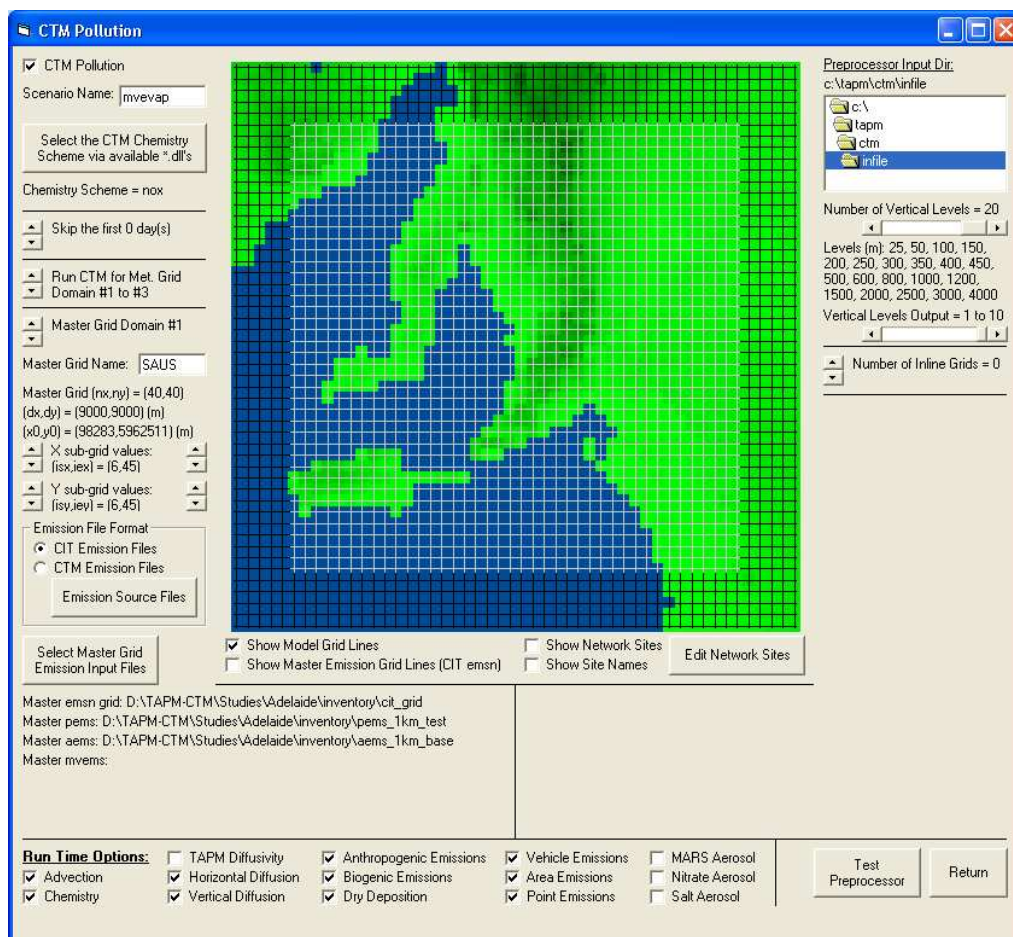 CTM Pollution
CTM Pollution
Scenario Name: mvevap
Select the CTM Chemistry
Scheme via available *.dll's
Chemistry Scheme = nox
Skip the first 0 day(s)
Run CTM for Met. Grid
Domain #1 to #3
Master Grid Domain #1
Master Grid Name: SAUS
Master Grid (nx,ny) = (40,40)
(dx,dy) = (9000,9000) (m)
(x0,y0) = (98283,5962511) (m)
X sub-grid values:
(isx,iex) = (6,45)
Y sub-grid values:
(isy,iey) = (6,45)
Emission File Format
CIT Emission Files
CTM Emission Files
Emission Source Files
Select Master Grid
Emission Input Files
Show Model Grid Lines
Show Master Emission Grid Lines (CIT emsn)
Show Network Sites
Show Site Names
Edit Network Sites
Preprocessor Input Dir:
c:\tapm\ctm\infile
c:\
tapm
ctm
infile
Number of Vertical Levels = 20
Levels (m): 25, 50, 100, 150,
200, 250, 300, 350, 400, 450,
500, 600, 800, 1000, 1200,
1500, 2000, 2500, 3000, 4000
Vertical Levels Output = 1 to 10
Number of Inline Grids = 0
Master emsn grid: D:\TAPM-CTM\Studies\Adelaide\inventory\cit_grid
Master pems: D:\TAPM-CTM\Studies\Adelaide\inventory\pems_1km_test
Master aems: D:\TAPM-CTM\Studies\Adelaide\inventory\aems_1km_base
Master mvems:
Run Time Options: TAPM Diffusivity Anthropogenic Emissions Vehicle Emissions MARS Aerosol
Advection Horizontal Diffusion Biogenic Emissions Area Emissions Nitrate Aerosol
Chemistry Vertical Diffusion Dry Deposition Point Emissions Salt Aerosol
Test
Preprocessor
Return